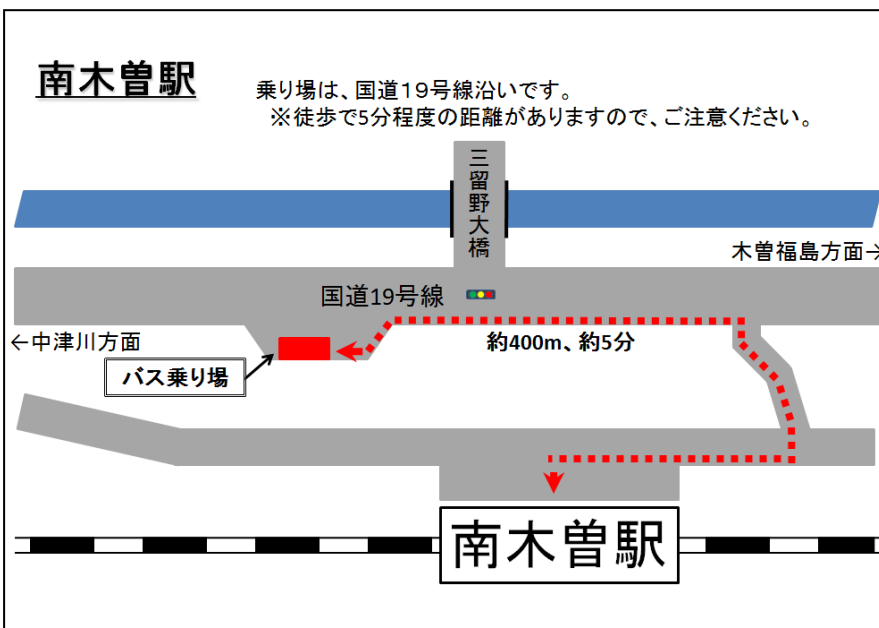 南木曽駅
乗り場は、国道19号線沿いです。
※徒歩で5分程度の距離がありますので、ご注意ください。
三留野大橋
木曽福島方面→
国道19号線
←中津川方面
約400m、約5分
バス乗り場
南木曽駅